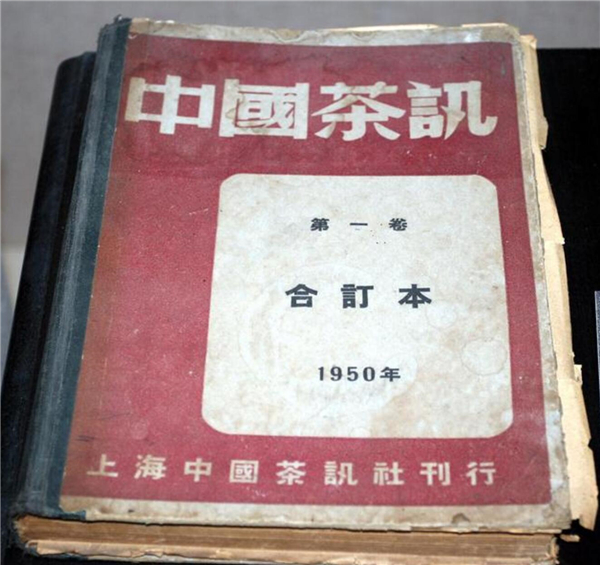 中國茶訊
第一卷
合訂本
1950年
上海中國茶訊社刊行